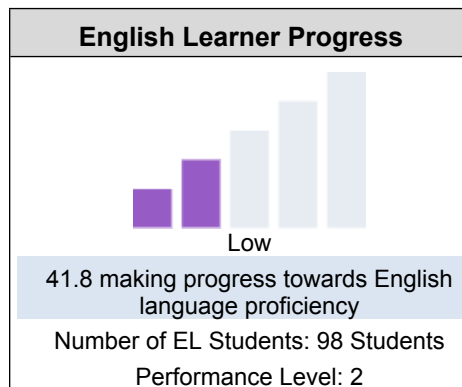 English Learner Progress
Low
41.8 making progress towards English
language proficiency
Number of EL Students: 98 Students
Performance Level: 2